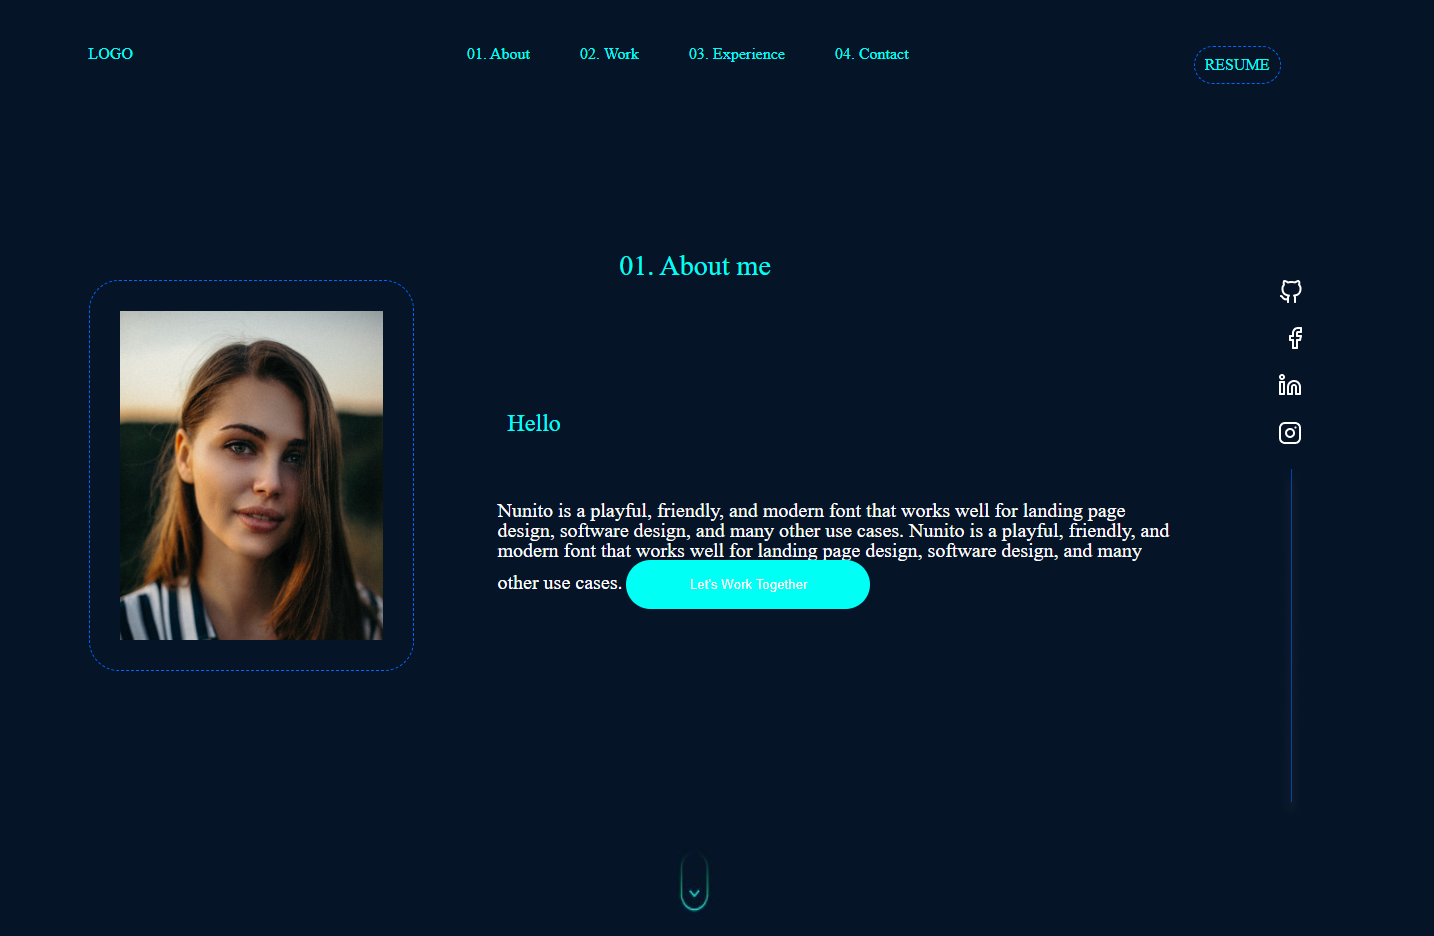 LOGO
01. About
02. Work
03. Experience
04. Contact
RESUME
01. About me
Hello
Nunito is a playful, friendly, and modern font that works well for landing page
design, software design, and many other use cases. Nunito is a playful, friendly, and
modern font that works well for landing page design, software design, and many
other use cases.
Let's Work Together